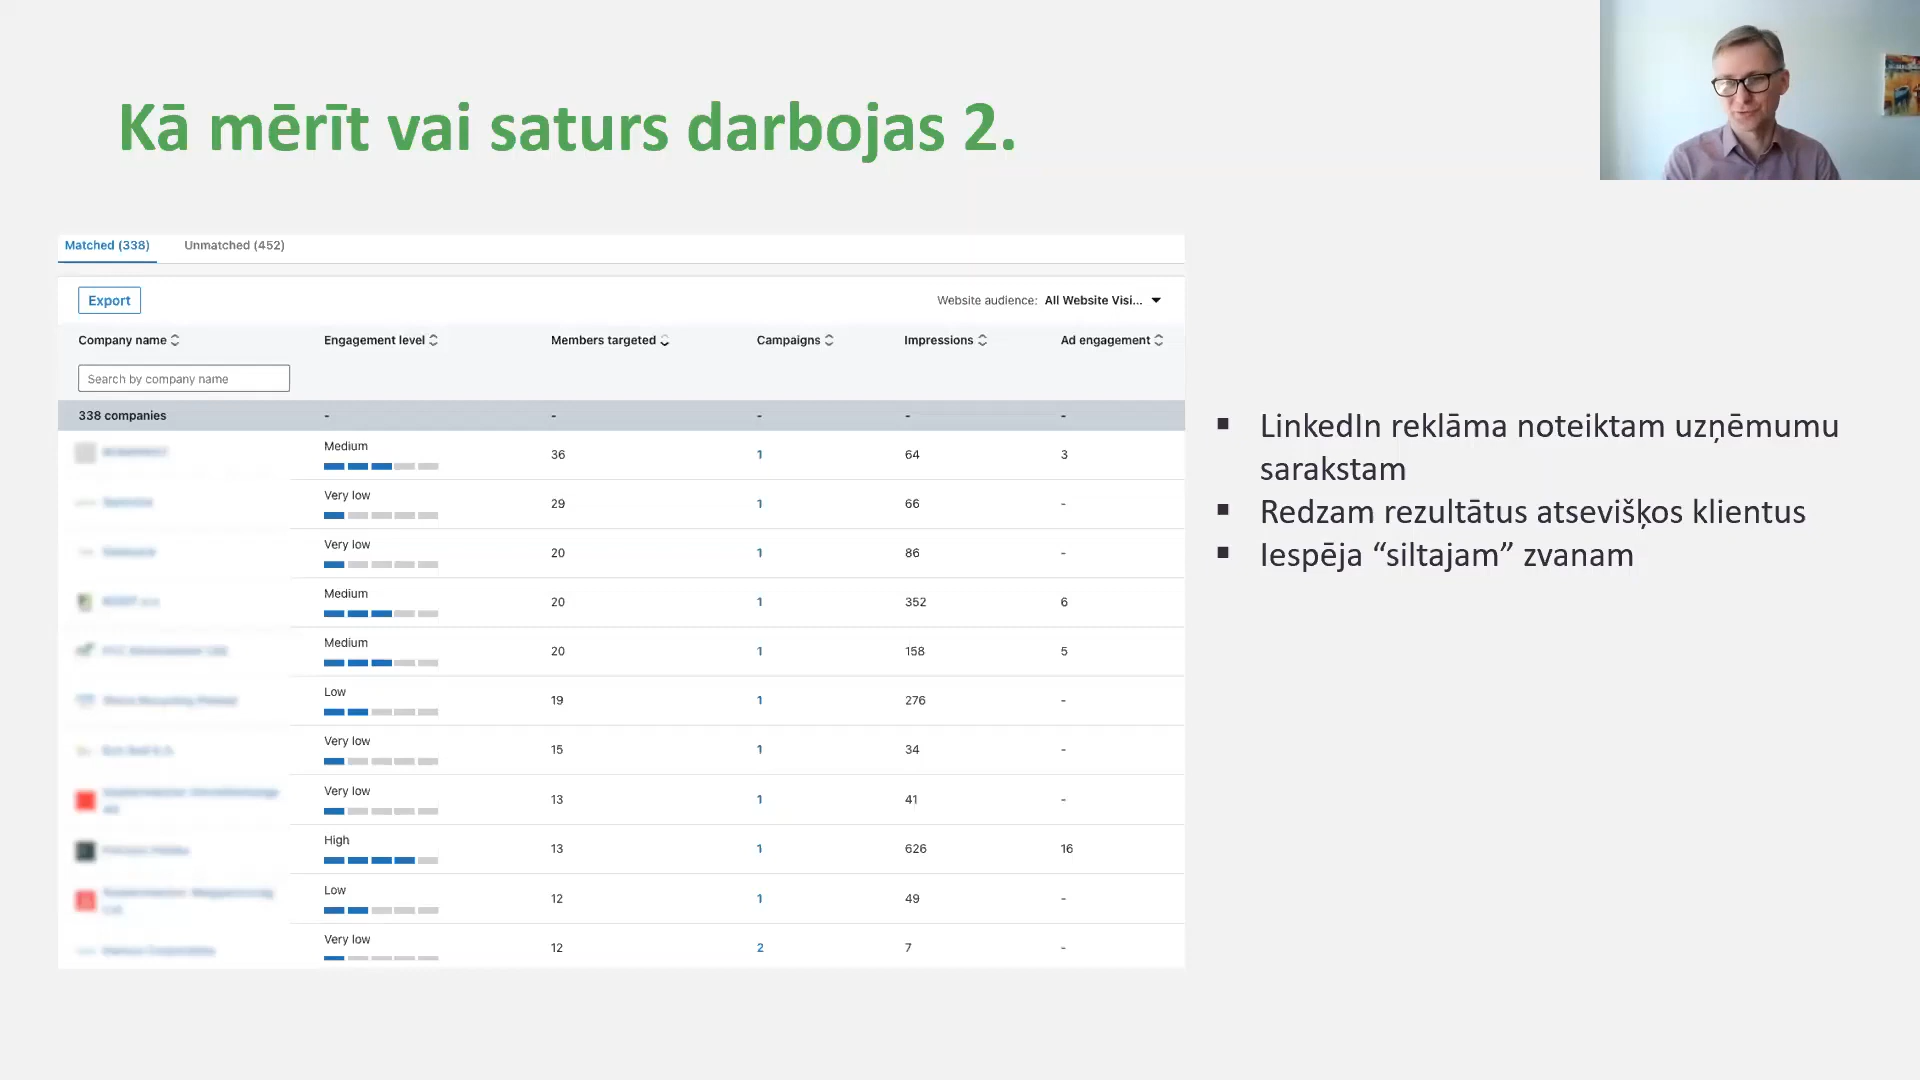 Kā mērīt vai saturs darbojas 2.
Matched (338) Unmatched (452)
Export Website audience: All Website Visi...
Company name Engagement level Members targeted Campaigns Impressions Ad engagement
Search by company name
338 companies - - - - -
Medium
36 1 64 3
Very low
29 1 66 -
Very low
20 1 86 -
Medium
20 1 352 6
Medium
20 1 158 5
Low
19 1 276 -
Very low
15 1 34 -
Very low
13 1 41 -
High
13 1 626 16
Low
12 1 49 -
Very low
12 2 7 -
▪ LinkedIn reklāma noteiktam uzņēmumu
sarakstam
▪ Redzam rezultātus atsevišķos klientus
▪ Iespēja “siltajam” zvanam